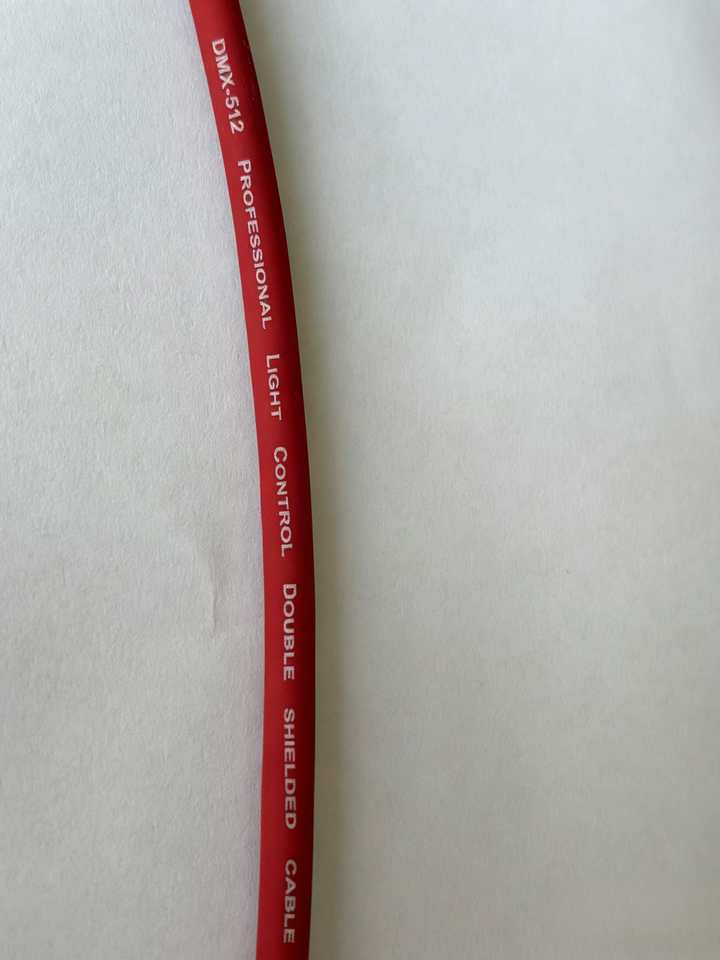 DMX-512 PROFESSIONAL LIGHT CONTROL DOUBLE SHIELDED CABLE